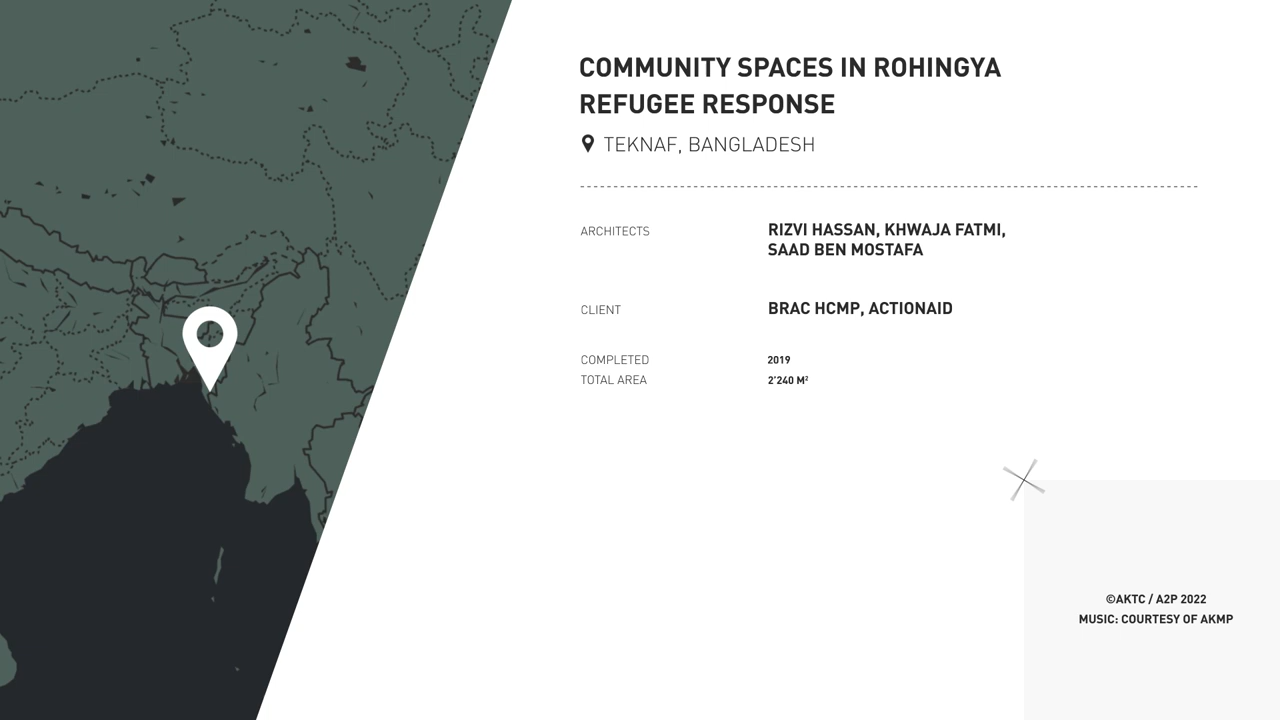 COMMUNITY SPACES IN ROHINGYA
REFUGEE RESPONSE
TEKNAF, BANGLADESH
ARCHITECTS
RIZVI HASSAN, KHWAJA FATMI,
SAAD BEN MOSTAFA
CLIENT
BRAC HCMP, ACTIONAID
COMPLETED
2019
TOTAL AREA
2'240 M²
©AKTC / A2P 2022
MUSIC: COURTESY OF AKMP